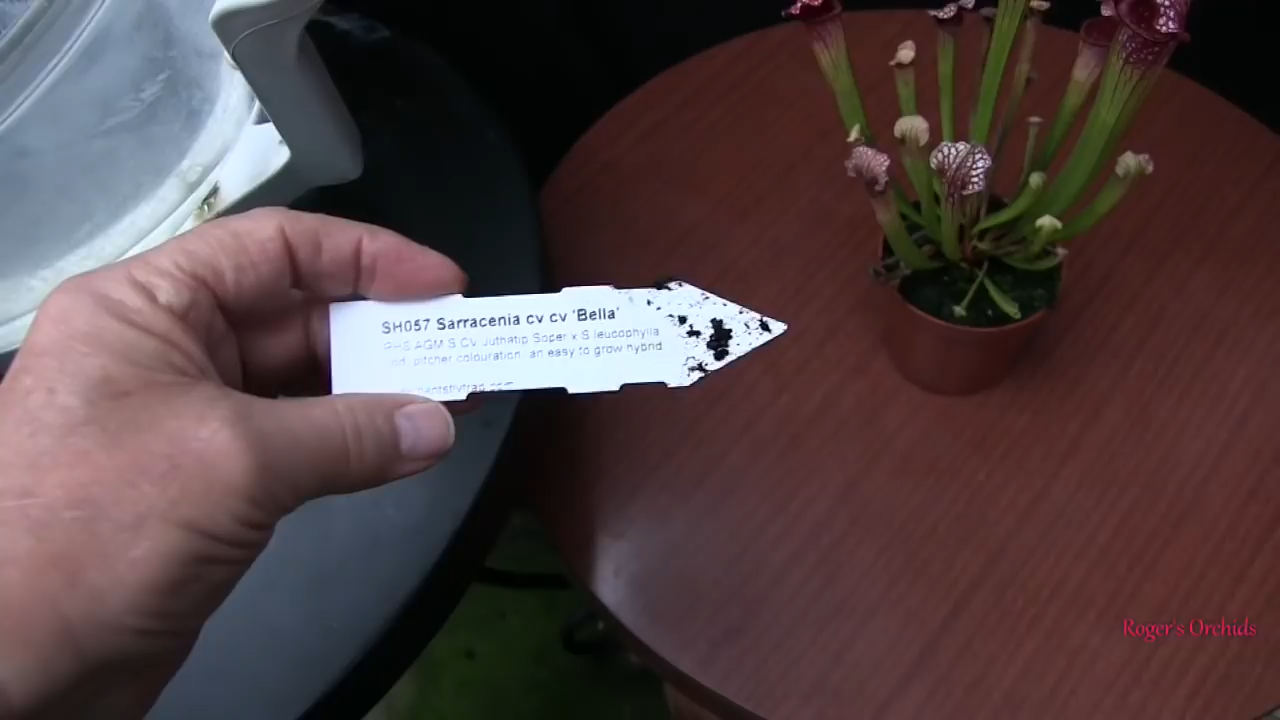 SH057 Sarracenia cv cv 'Bella'
AGM S Cv. Juthatip Soper x S leucophylla
pitcher colouration. an easy to grow hybrid
Roger's Orchids